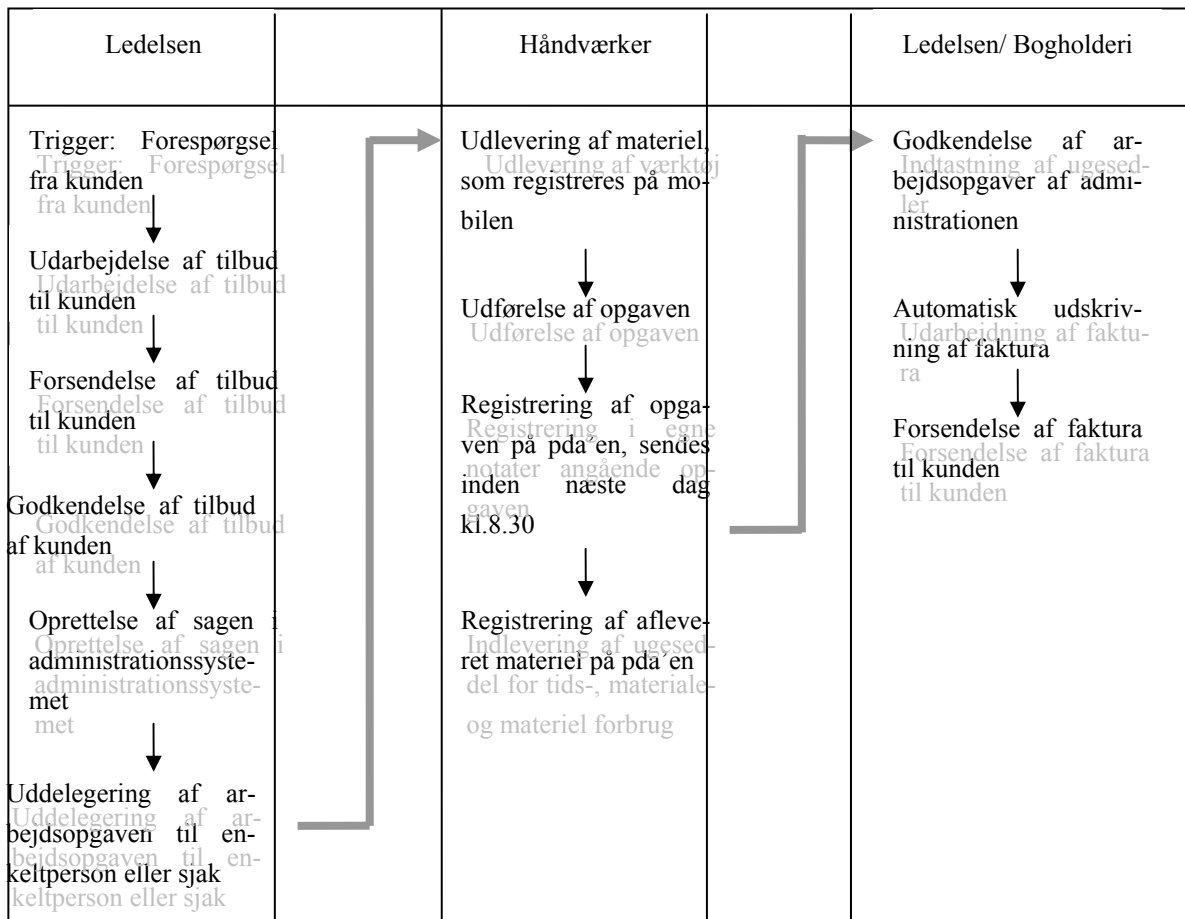 Ledelsen
Håndværker
Ledelsen/ Bogholderi
Trigger: Forespørgsel
fra kunden
Trigger: Forespørgsel
fra kunden
Udarbejdelse af tilbud
til kunden
Udarbejdelse af tilbud
til kunden
Forsendelse af tilbud
til kunden
Forsendelse af tilbud
til kunden
Godkendelse af tilbud
af kunden
Godkendelse af tilbud
af kunden
Oprettelse af sagen i
administrationssyste-
met
Oprettelse af sagen i
administrationssyste-
met
Uddelegering af ar-
bejdsopgaven til en-
keltperson eller sjak
Uddelegering af ar-
bejdsopgaven til en-
keltperson eller sjak
Udlevering af materiel,
som registreres på mo-
bilen
Udlevering af værktøj
Udførelse af opgaven
Udførelse af opgaven
Registrering af opga-
ven på pda´en, sendes
inden næste dag
kl.8.30
Registrering i egne
notater angående op-
gaven
Registrering af afleve-
ret materiel på pda´en
Indlevering af ugesed-
del for tids-, materiale-
og materiel forbrug
Godkendelse af ar-
bejdsopgaver af admi-
nistrationen
Indtastning af ugesed-
ler
Automatisk udskriv-
ning af faktura
Udarbejdning af faktu-
ra
Forsendelse af faktura
til kunden
Forsendelse af faktura
til kunden